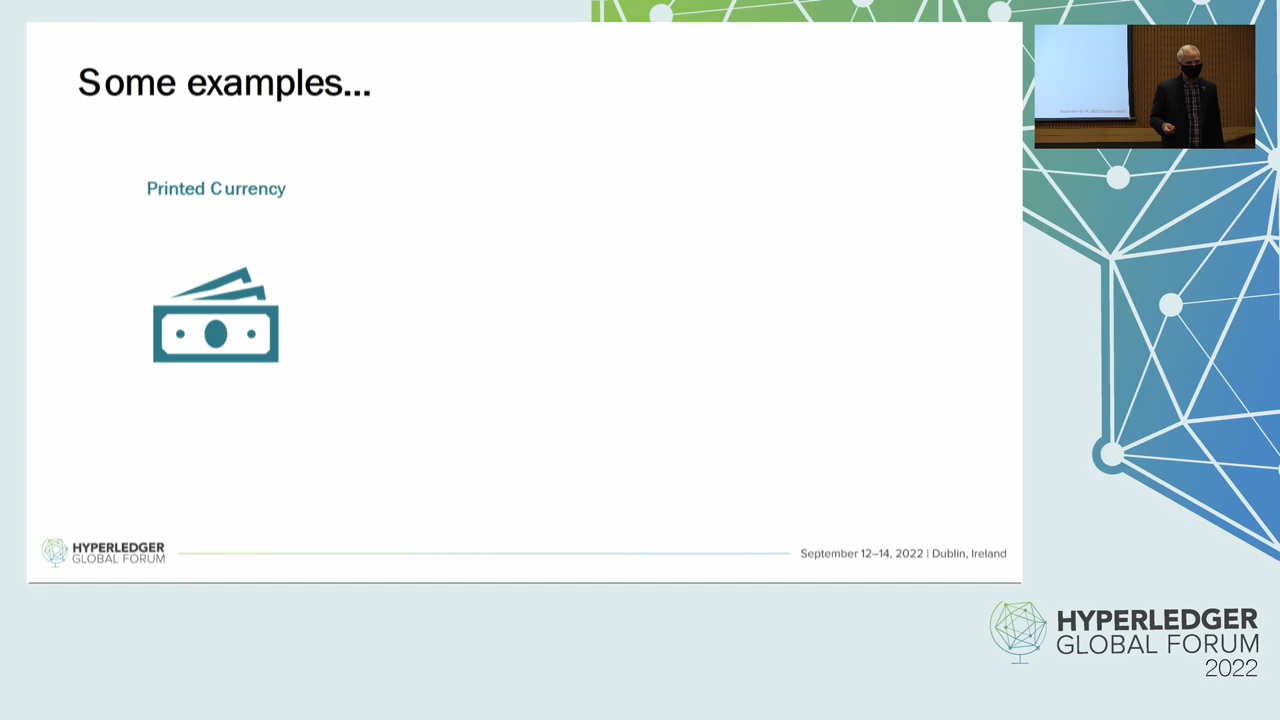 Some examples...
Printed Currency
HYPERLEDGER
GLOBAL FORUM
September 12–14, 2022 | Dublin, Ireland
HYPERLEDGER
GLOBAL FORUM
2022